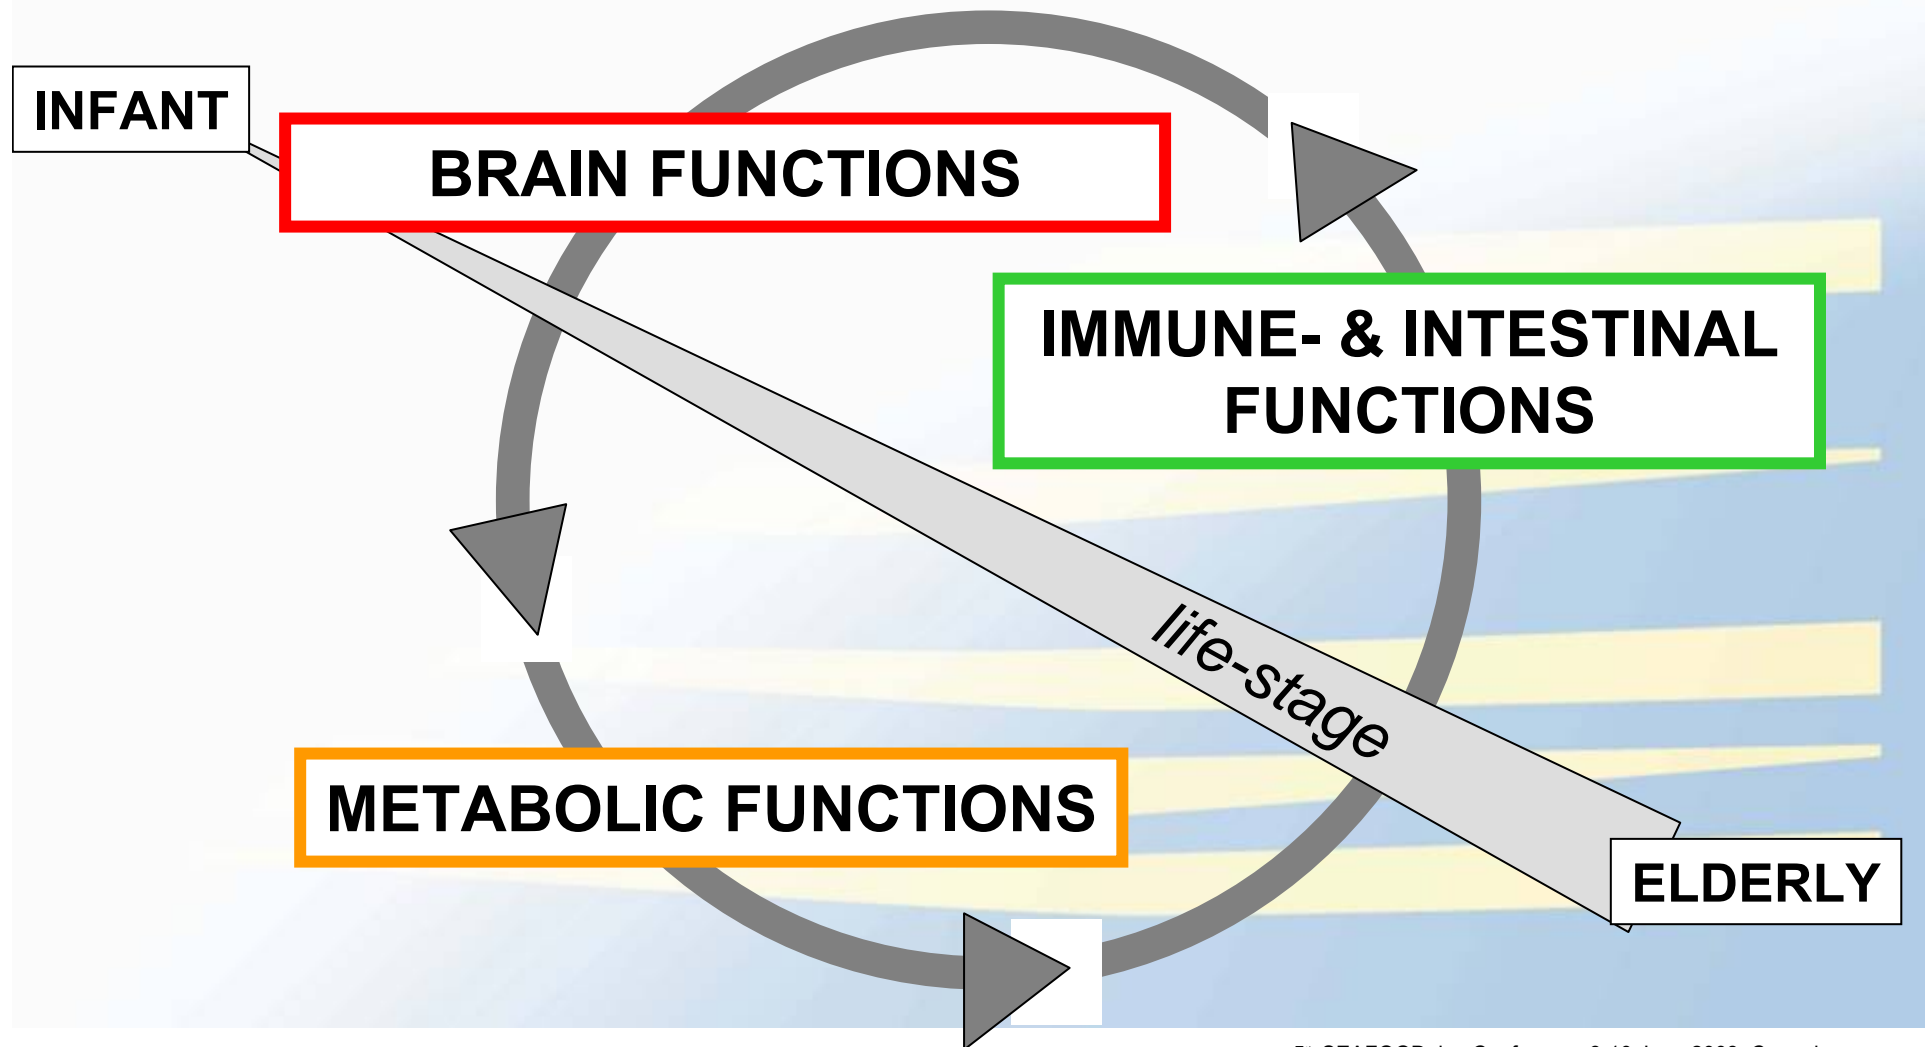 INFANT
BRAIN FUNCTIONS
IMMUNE- & INTESTINAL
FUNCTIONS
life-stage
METABOLIC FUNCTIONS
ELDERLY